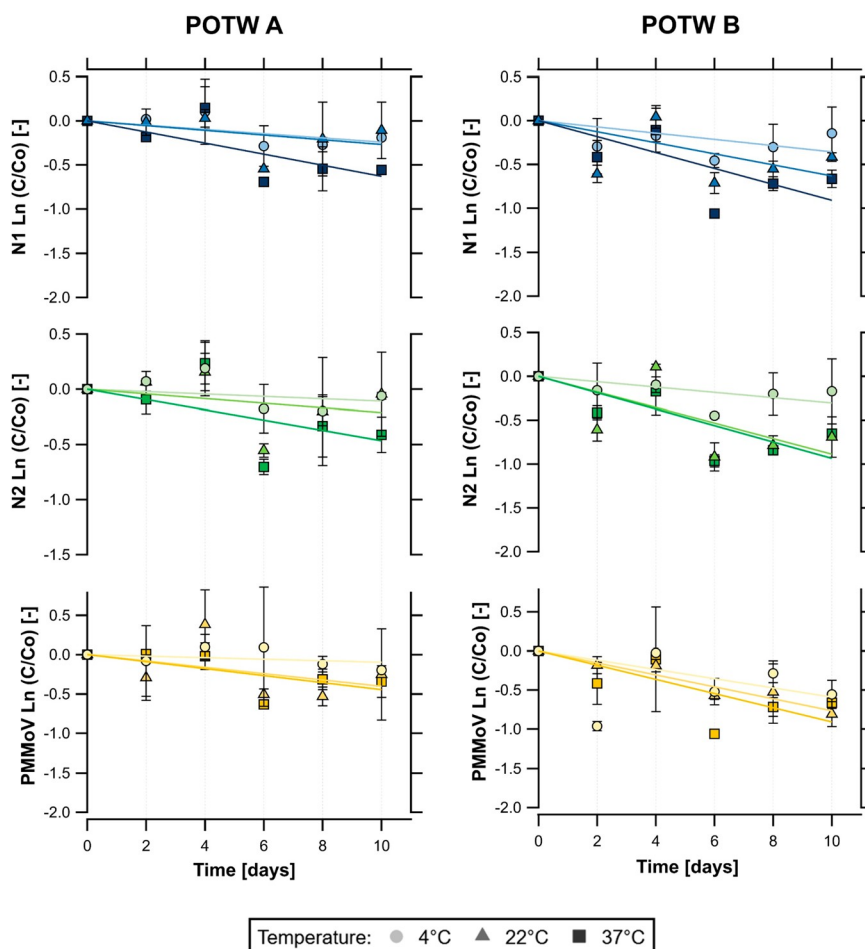 POTW A
POTW B
N1 Ln (C/Co) [-]
0.5
0.0
-0.5
-1.0
-1.5
-2.0
N1 Ln (C/Co) [-]
0.5
0.0
-0.5
-1.0
-1.5
-2.0
N2 Ln (C/Co) [-]
0.5
0.0
-0.5
-1.0
-1.5
N2 Ln (C/Co) [-]
0.5
0.0
-0.5
-1.0
-1.5
-2.0
PMMoV Ln (C/Co) [-]
0.5
0.0
-0.5
-1.0
-1.5
-2.0
0 2 4 6 8 10
Time [days]
PMMoV Ln (C/Co) [-]
0.5
0.0
-0.5
-1.0
-1.5
-2.0
0 2 4 6 8 10
Time [days]
Temperature: 4°C 22°C 37°C